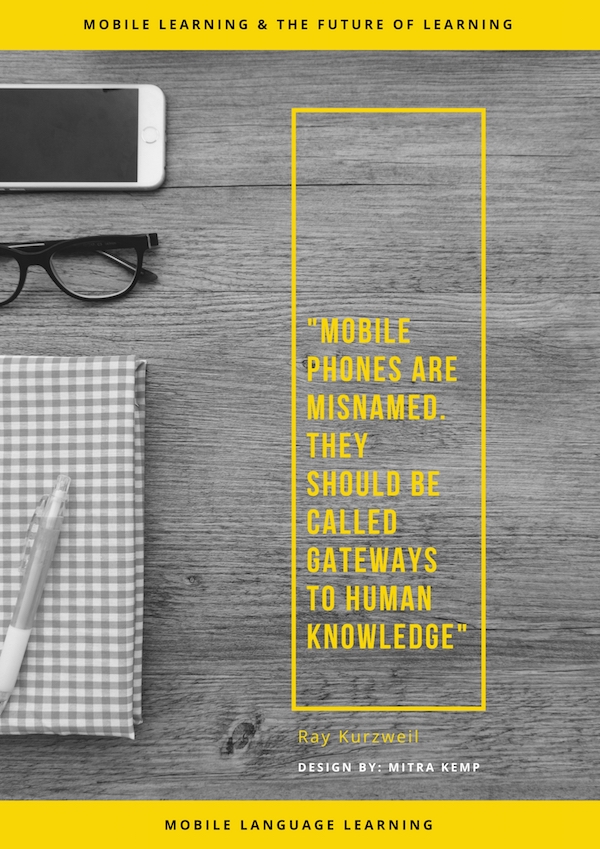 MOBILE LEARNING & THE FUTURE OF LEARNING
"MOBILE
PHONES ARE
MISNAMED.
THEY
SHOULD BE
CALLED
GATEWAYS
TO HUMAN
KNOWLEDGE"
Ray Kurzweil
DESIGN BY: MITRA KEMP
MOBILE LANGUAGE LEARNING